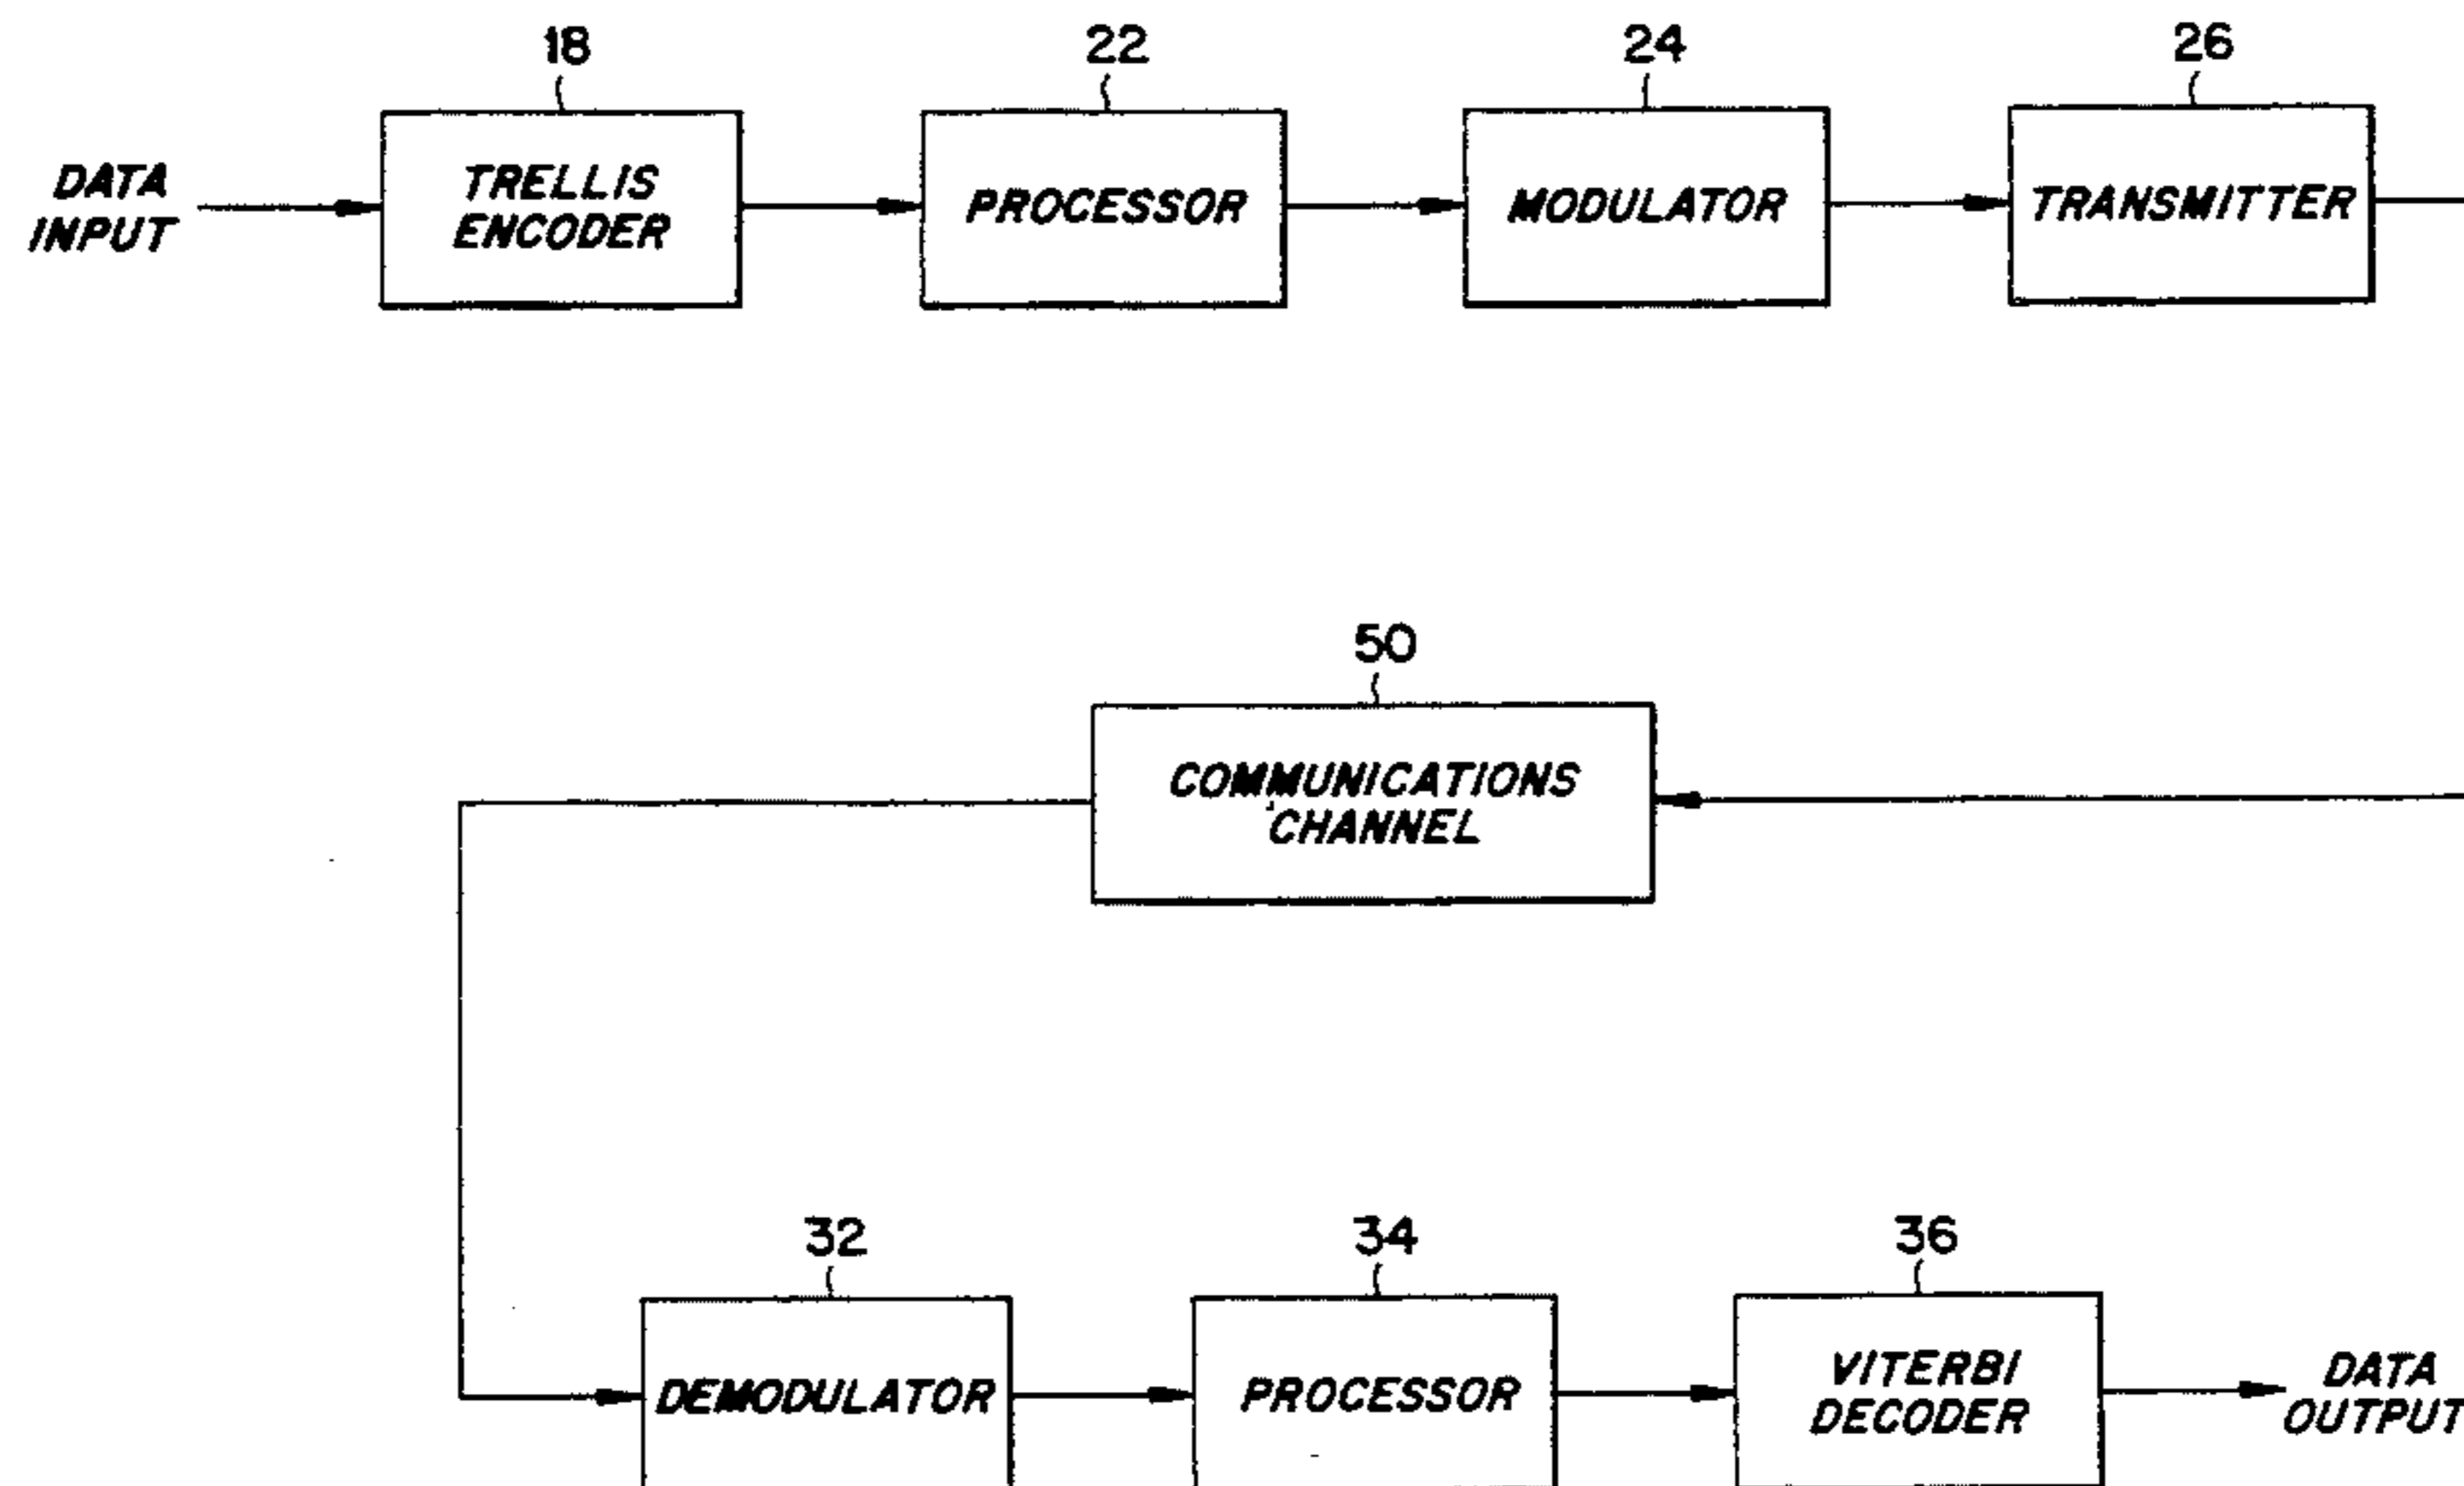 18
22
24
26
DATA
INPUT
TRELLIS
ENCODER
PROCESSOR
MODULATOR
TRANSMITTER
50
COMMUNICATIONS
CHANNEL
32
34
36
DEMODULATOR
PROCESSOR
VITERBI
DECODER
DATA
OUTPUT